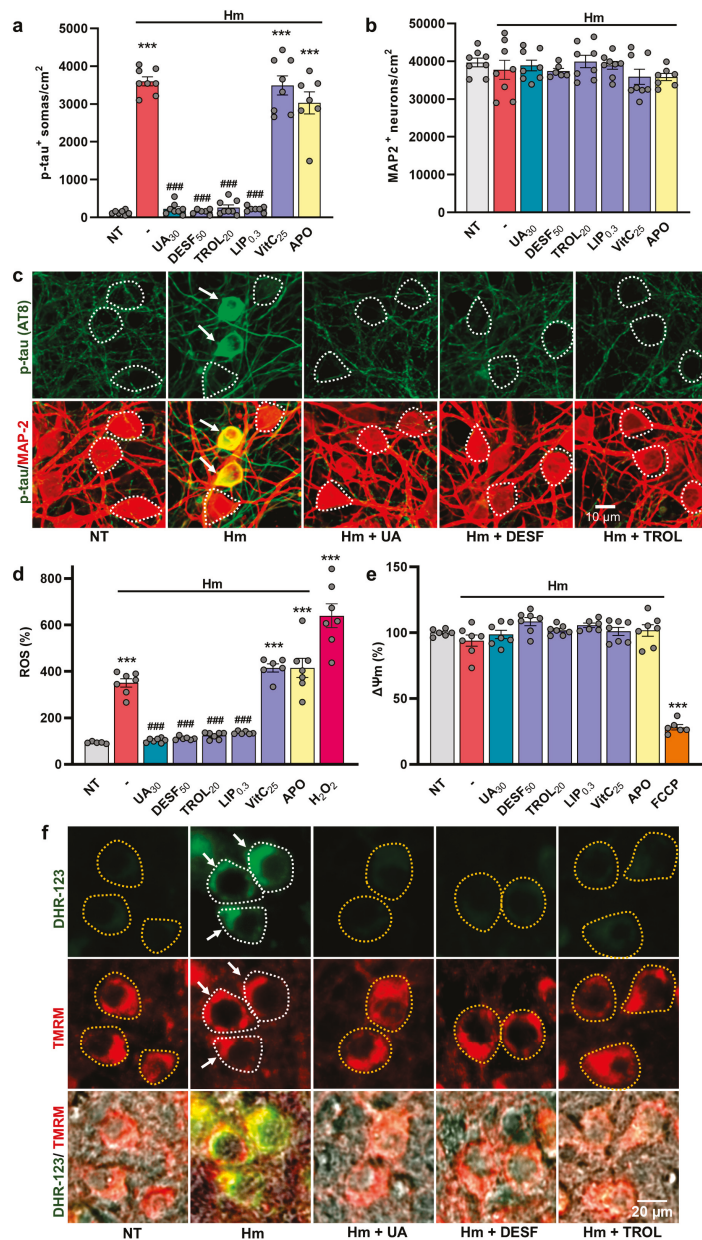 a
Hm
p-tau+ somas/cm2
5000
4000
3000
2000
1000
0
***
###
###
###
###
***
***
NT
-
UA30
DESF50
TROL20
LIP0.3
VitC25
APO
b
Hm
MAP2 + neurons/cm2
50000
40000
30000
20000
10000
0
NT
-
UA30
DESF50
TROL20
LIP0.3
VitC25
APO
c
p-tau (AT8)
p-tau/MAP-2
10 µm
NT
Hm
Hm + UA
Hm + DESF
Hm + TROL
d
Hm
ROS (%)
800
600
400
200
0
***
###
###
###
###
***
***
***
NT
-
UA30
DESF50
TROL20
LIP0.3
VitC25
APO
H2O2
e
Hm
ΔΨm (%)
150
100
50
0
***
NT
-
UA30
DESF50
TROL20
LIP0.3
VitC25
APO
FCCP
f
DHR-123
TMRM
DHR-123/ TMRM
20 µm
NT
Hm
Hm + UA
Hm + DESF
Hm + TROL